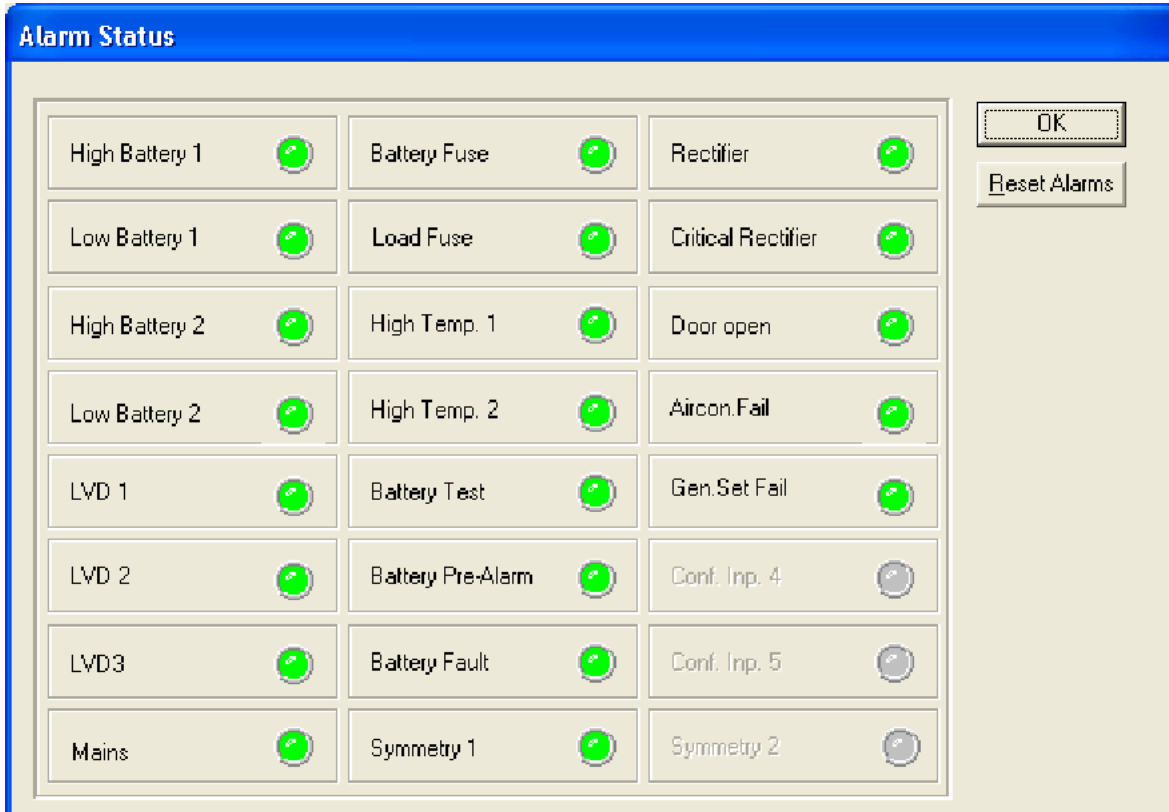 Alarm Status
High Battery 1
Battery Fuse
Rectifier
OK
Reset Alarms
Low Battery 1
Load Fuse
Critical Rectifier
High Battery 2
High Temp. 1
Door open
Low Battery 2
High Temp. 2
Aircon.Fail
LVD 1
Battery Test
Gen.Set Fail
LVD 2
Battery Pre-Alarm
Conf. Inp. 4
LVD3
Battery Fault
Conf. Inp. 5
Mains
Symmetry 1
Symmetry 2